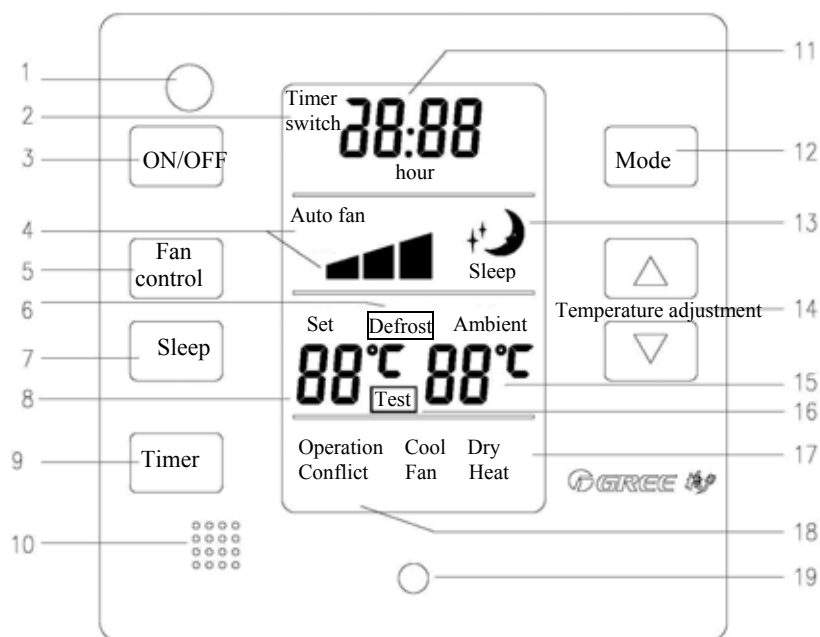 1
2
3
4
5
6
7
8
9
10
ON/OFF
Fan
control
Sleep
Timer
Timer
switch
88:88
hour
Auto fan
Sleep
Set Defrost Ambient
88°C 88°C
Test
Operation Cool Dry
Conflict Fan Heat
Mode
Temperature adjustment
GREE
11
12
13
14
15
16
17
18
19